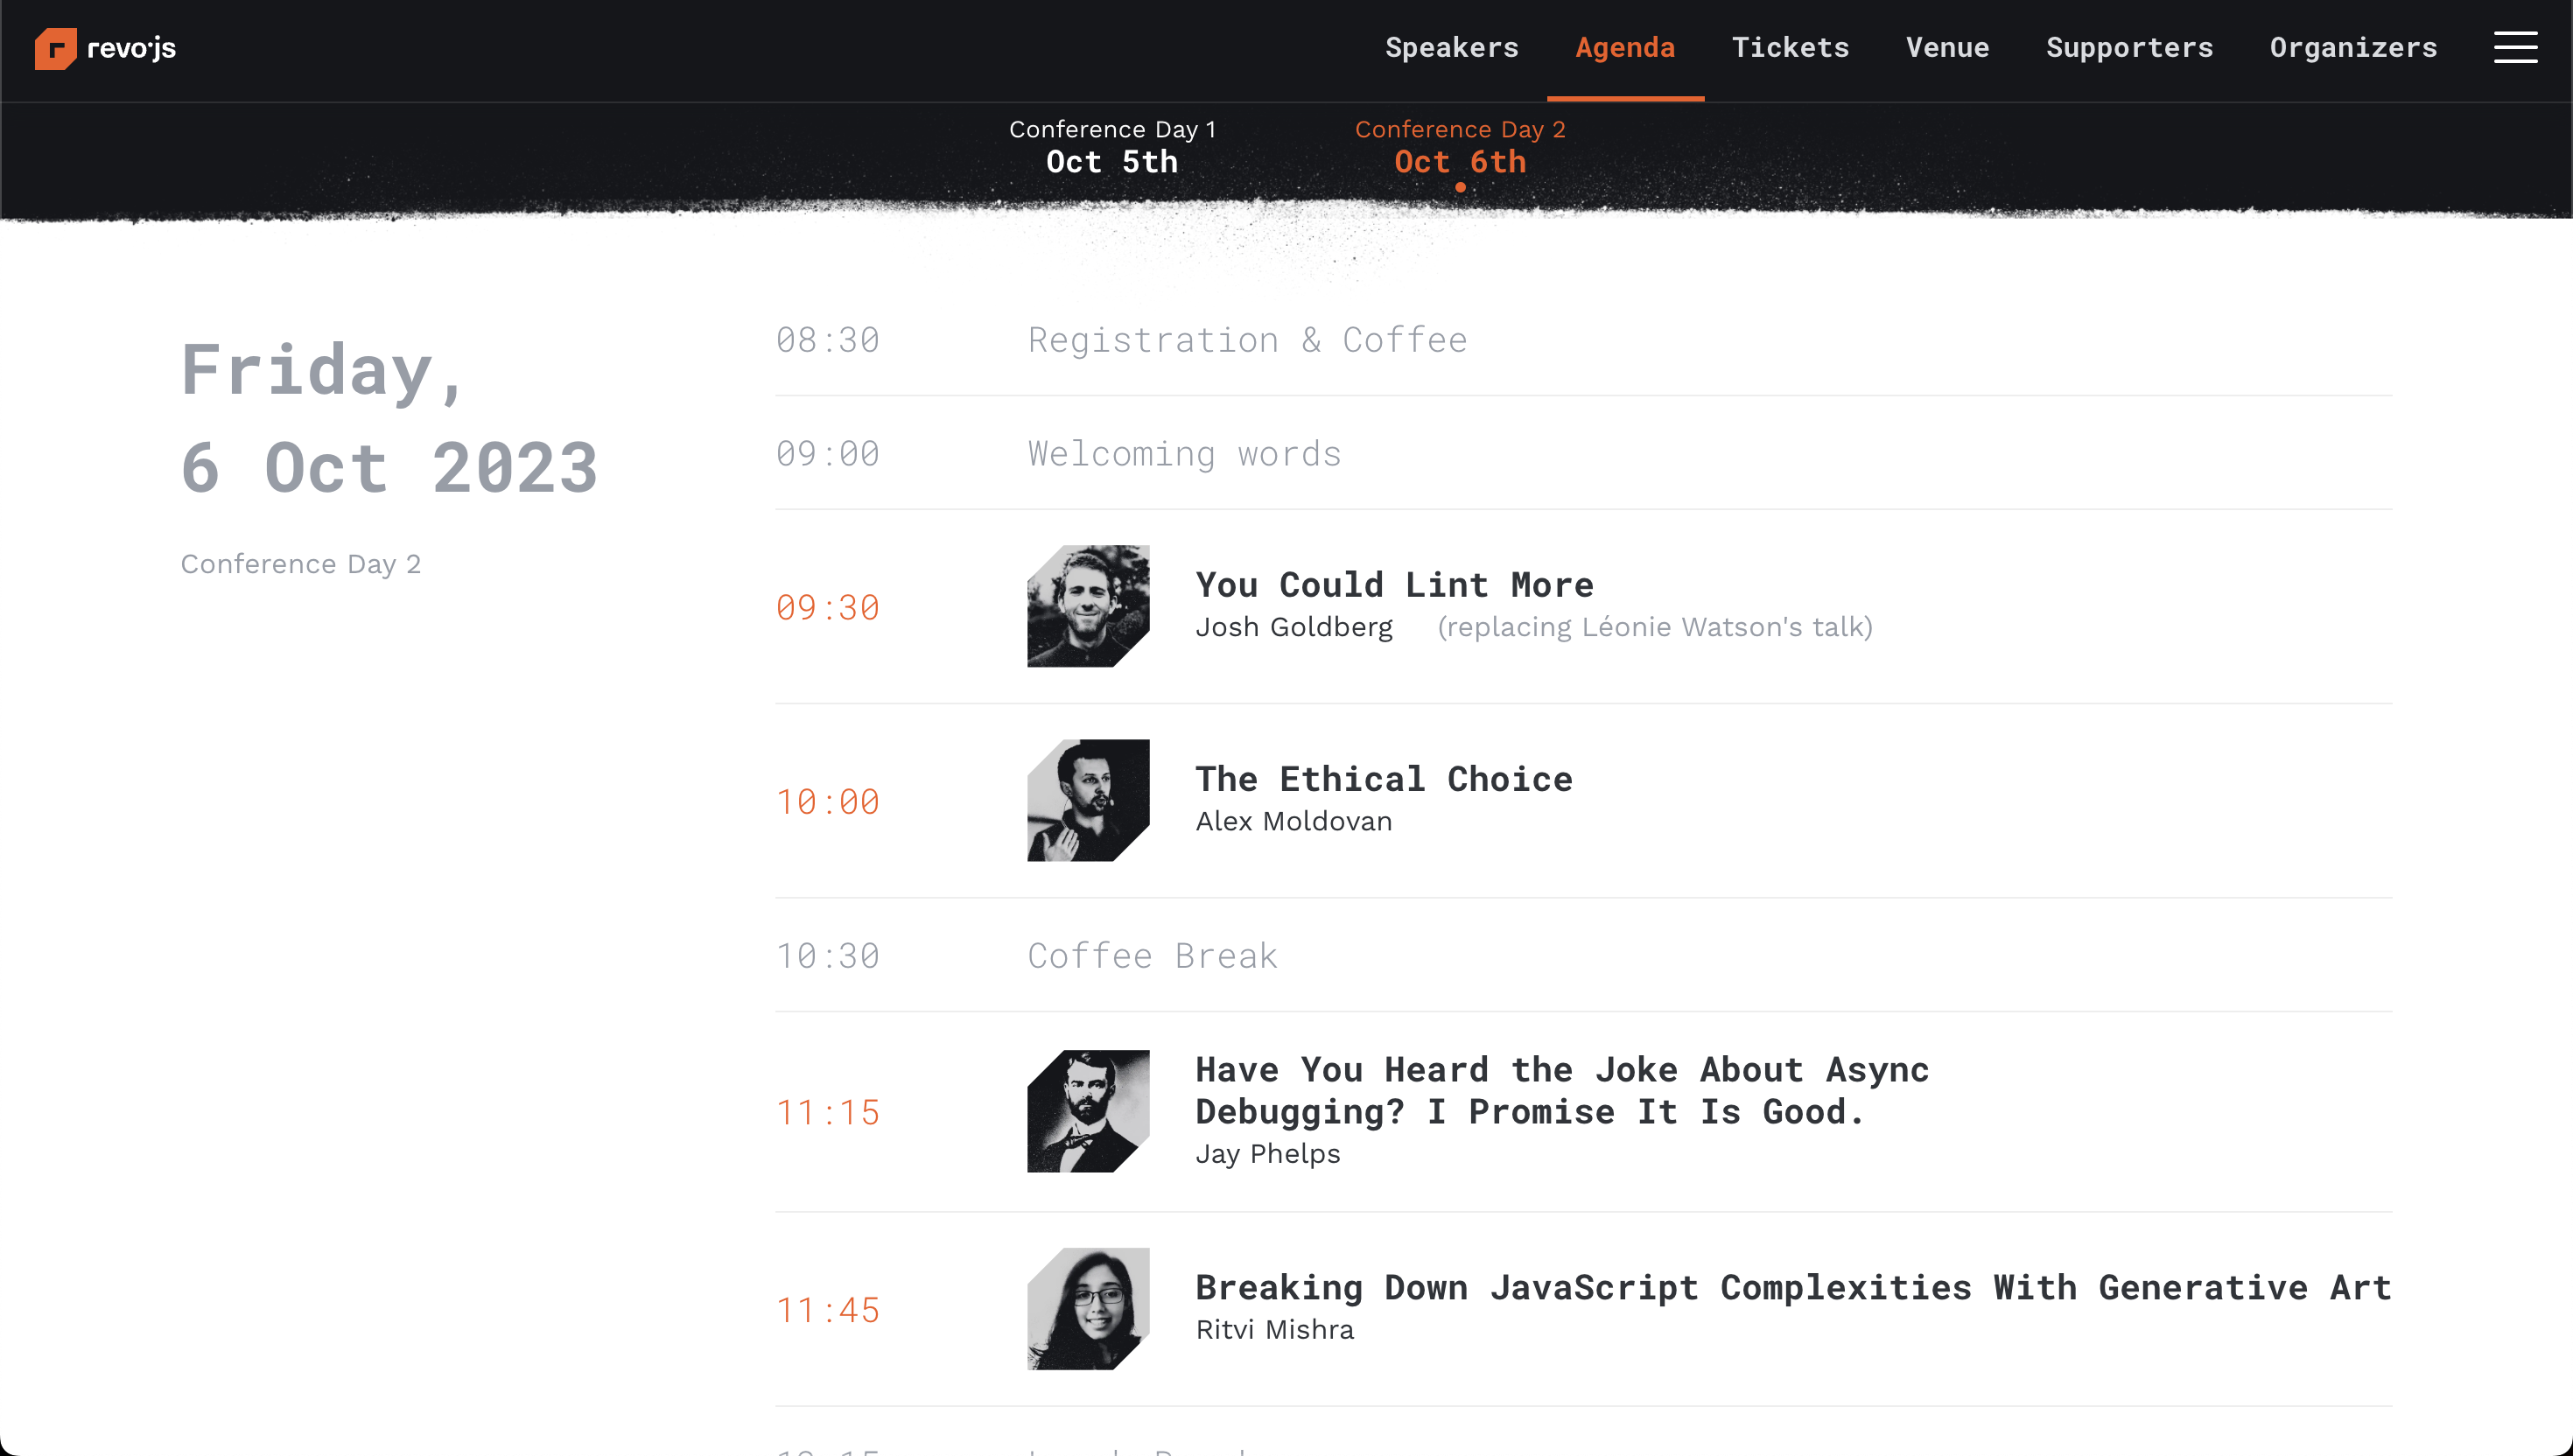 revo·js
Speakers Agenda Tickets Venue Supporters Organizers
Conference Day 1
Oct 5th
Conference Day 2
Oct 6th
Friday,
6 Oct 2023
Conference Day 2
08:30 Registration & Coffee
09:00 Welcoming words
09:30
You Could Lint More
Josh Goldberg (replacing Léonie Watson's talk)
10:00
The Ethical Choice
Alex Moldovan
10:30 Coffee Break
11:15
Have You Heard the Joke About Async
Debugging? I Promise It Is Good.
Jay Phelps
11:45
Breaking Down JavaScript Complexities With Generative Art
Ritvi Mishra